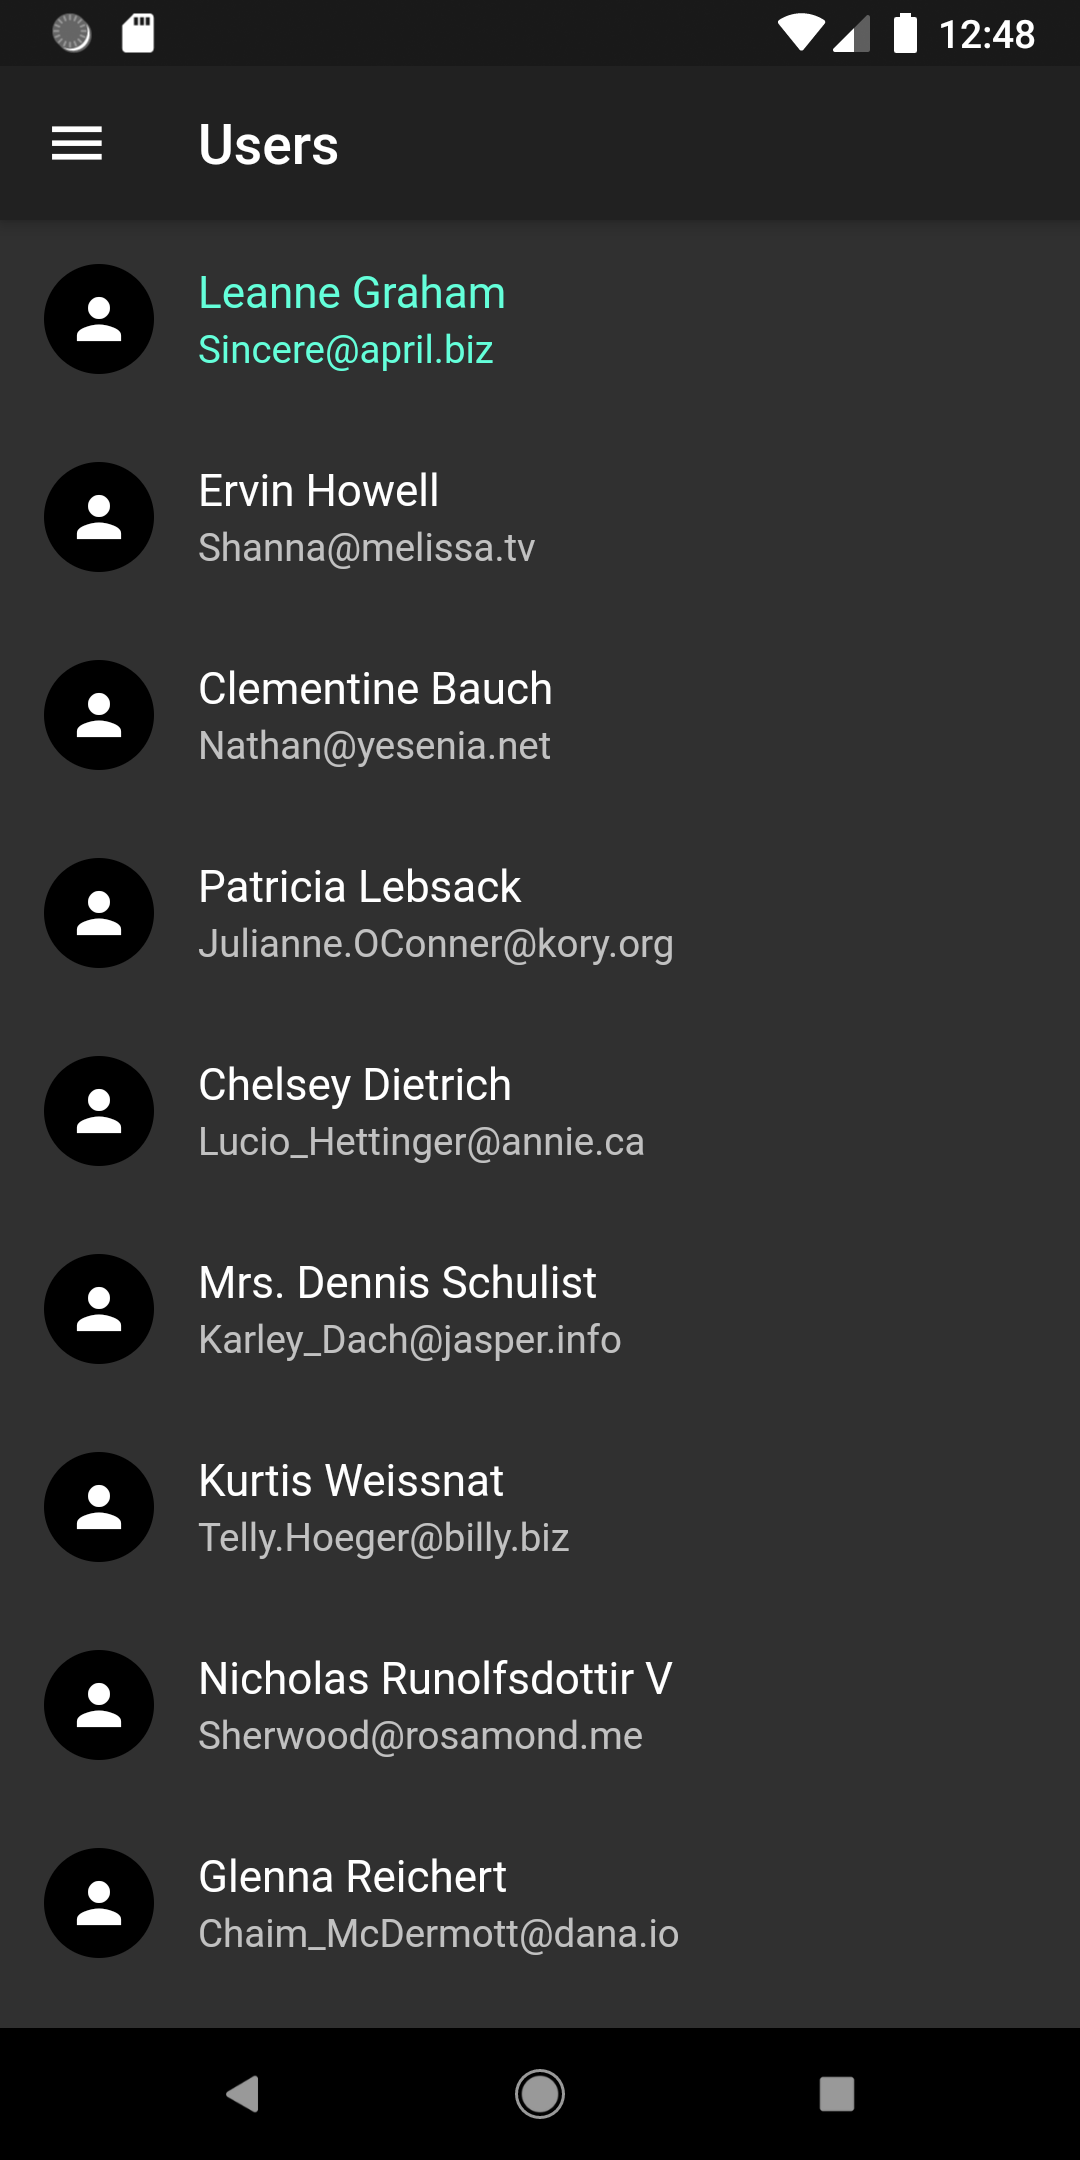 12:48
Users
Leanne Graham
Sincere@april.biz
Ervin Howell
Shanna@melissa.tv
Clementine Bauch
Nathan@yesenia.net
Patricia Lebsack
Julianne.OConner@kory.org
Chelsey Dietrich
Lucio_Hettinger@annie.ca
Mrs. Dennis Schulist
Karley_Dach@jasper.info
Kurtis Weissnat
Telly.Hoeger@billy.biz
Nicholas Runolfsdottir V
Sherwood@rosamond.me
Glenna Reichert
Chaim_McDermott@dana.io